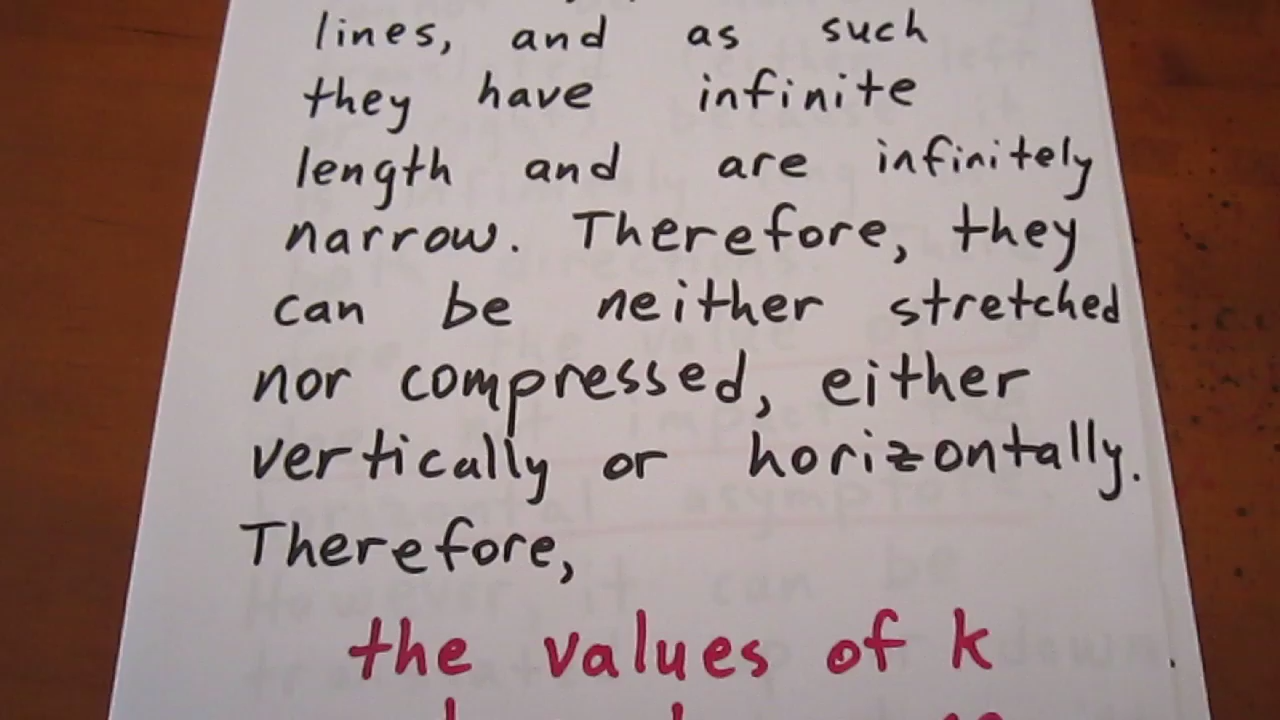 lines, and as such
they have infinite
length and are infinitely
narrow. Therefore, they
can be neither stretched
nor compressed, either
vertically or horizontally.
Therefore,
the values of k